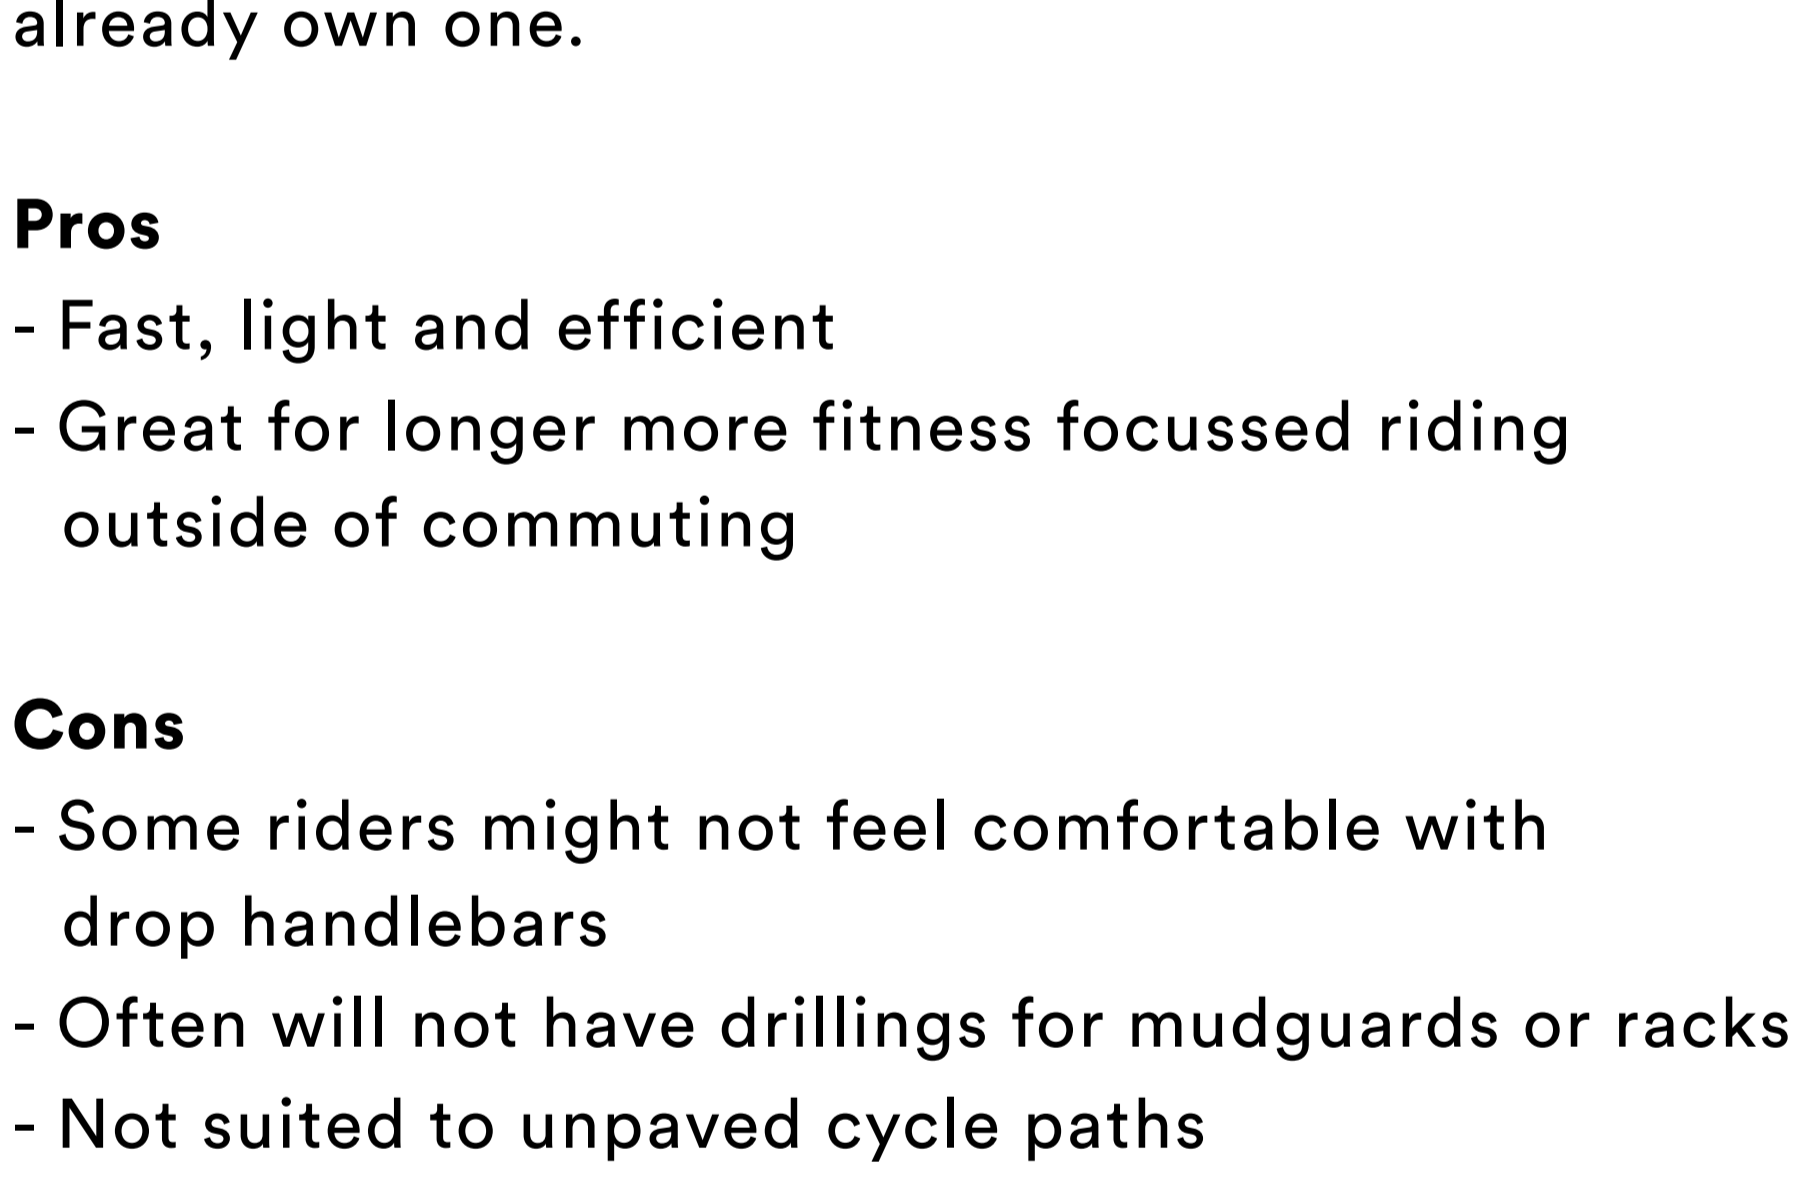 already own one.
Pros
- Fast, light and efficient
- Great for longer more fitness focussed riding
outside of commuting
Cons
- Some riders might not feel comfortable with
drop handlebars
- Often will not have drillings for mudguards or racks
- Not suited to unpaved cycle paths